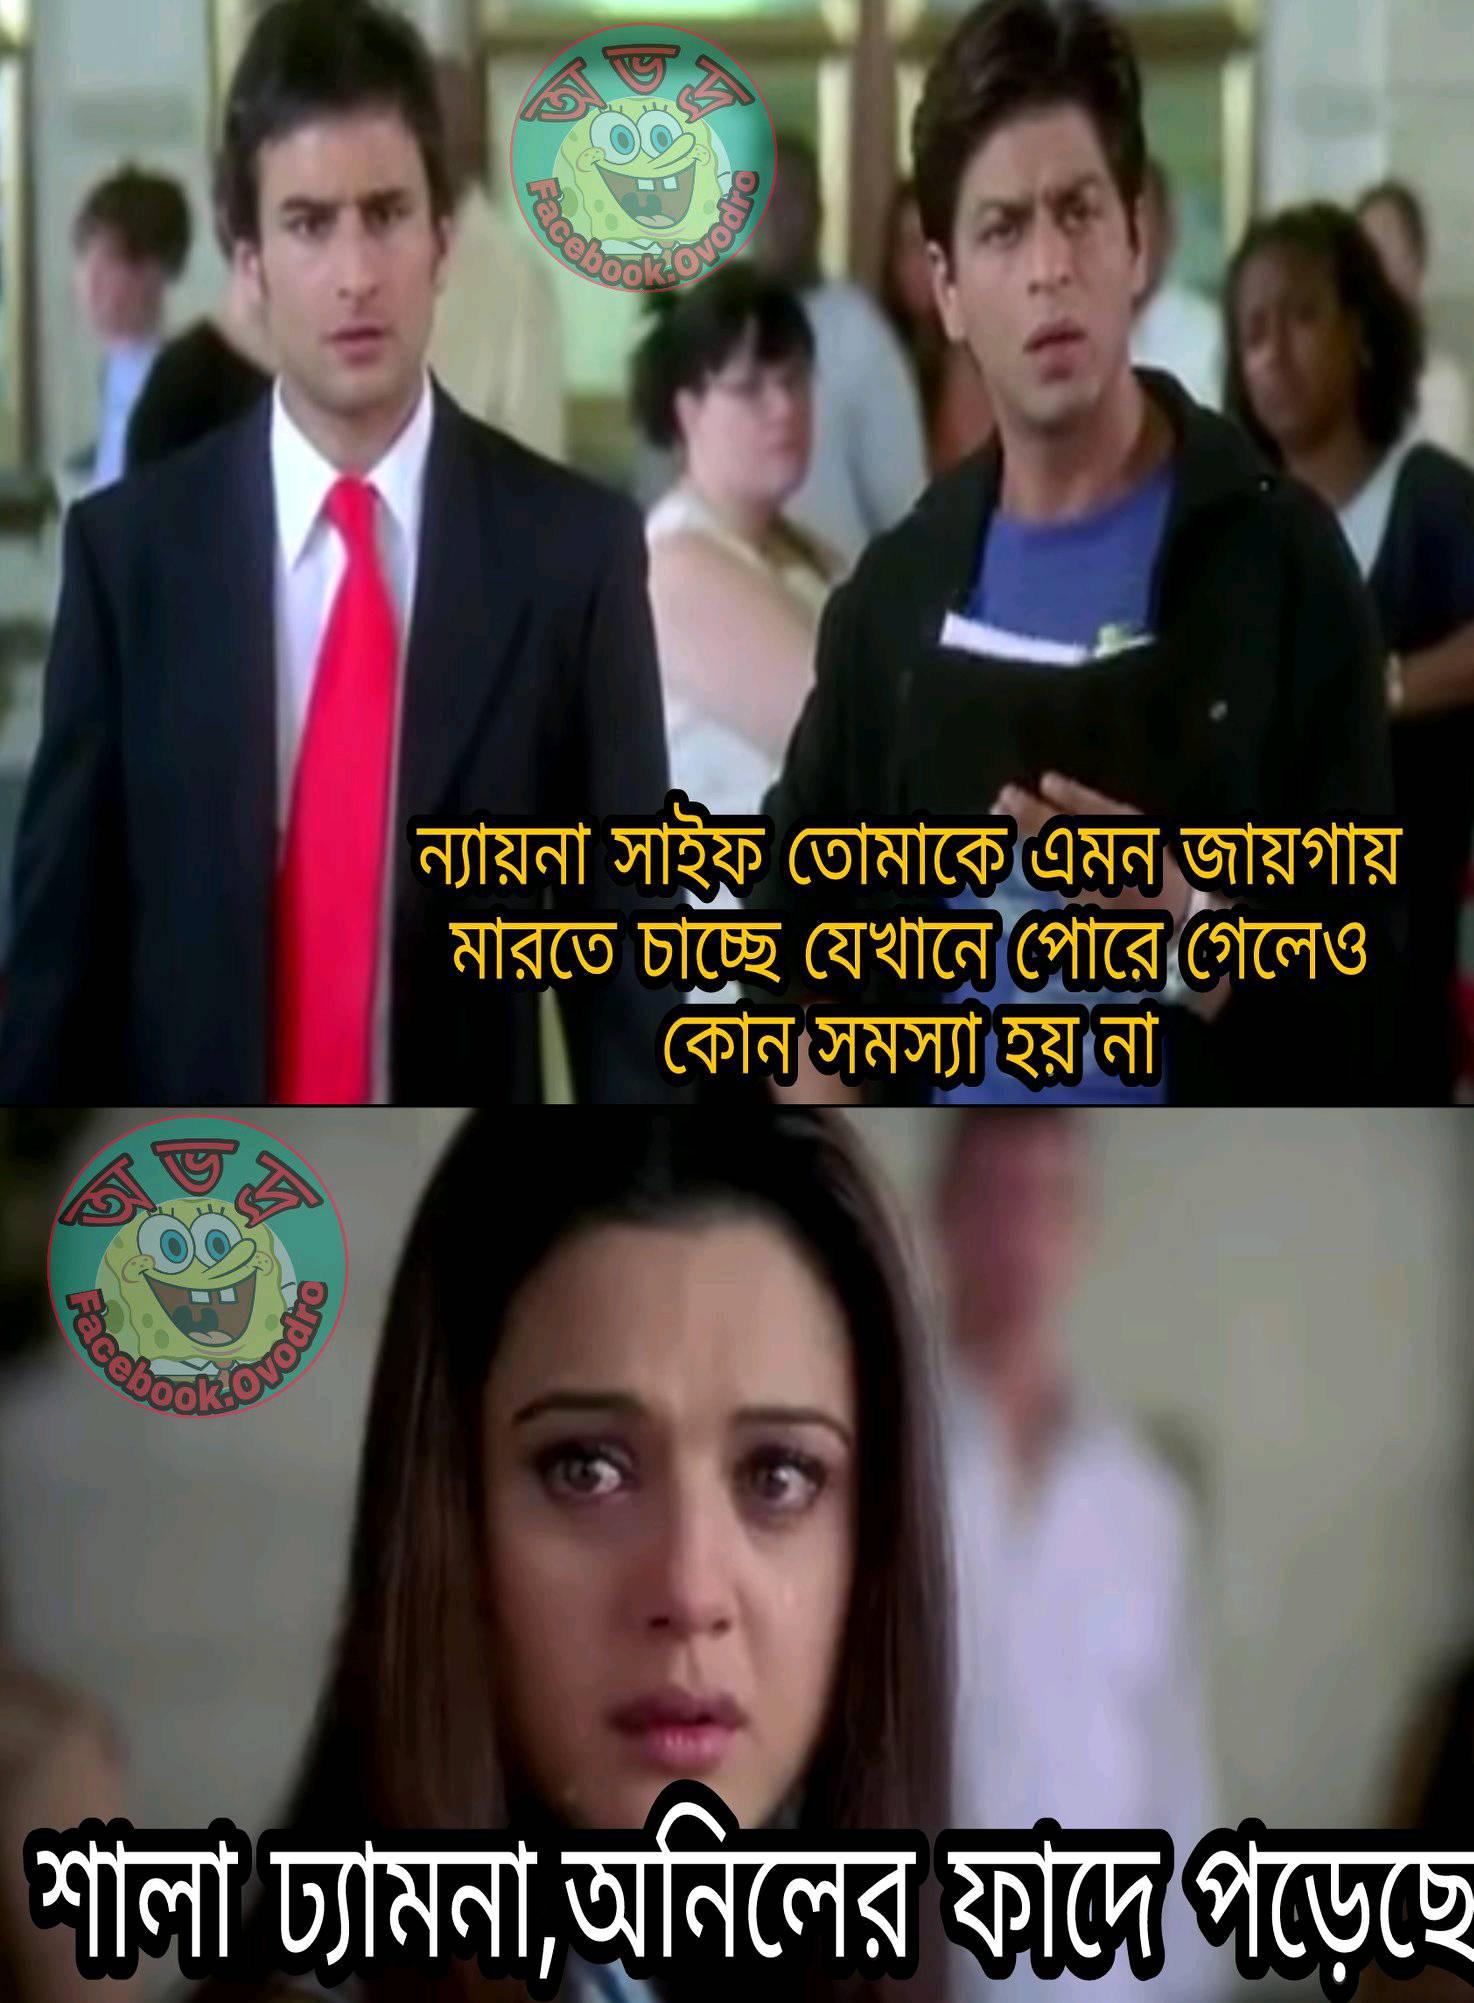 অভদ্র
Facebook.Ovodro
ন্যায়না সাইফ তোমাকে এমন জায়গায়
মারতে চাচ্ছে যেখানে পোরে গেলেও
কোন সমস্যা হয় না
অভদ্র
Facebook.Ovodro
শালা ঢ্যামনা,অনিলের ফাদে পড়েছে